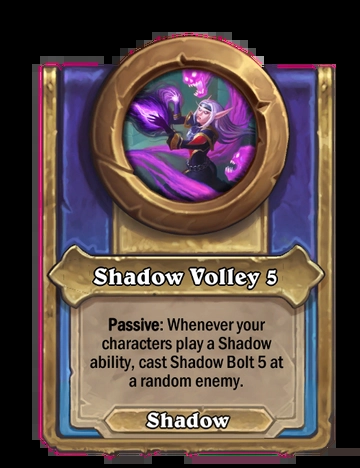 Shadow Volley 5
Passive: Whenever your
characters play a Shadow
ability, cast Shadow Bolt 5 at
a random enemy.
Shadow